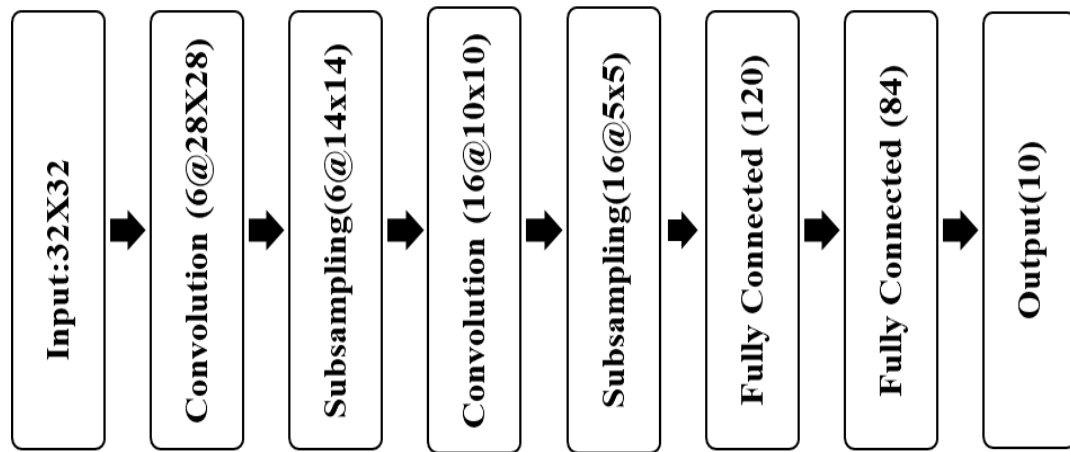 Input:32X32
Convolution (6@28X28)
Subsampling(6@14x14)
Convolution (16@10x10)
Subsampling(16@5x5)
Fully Connected (120)
Fully Connected (84)
Output(10)